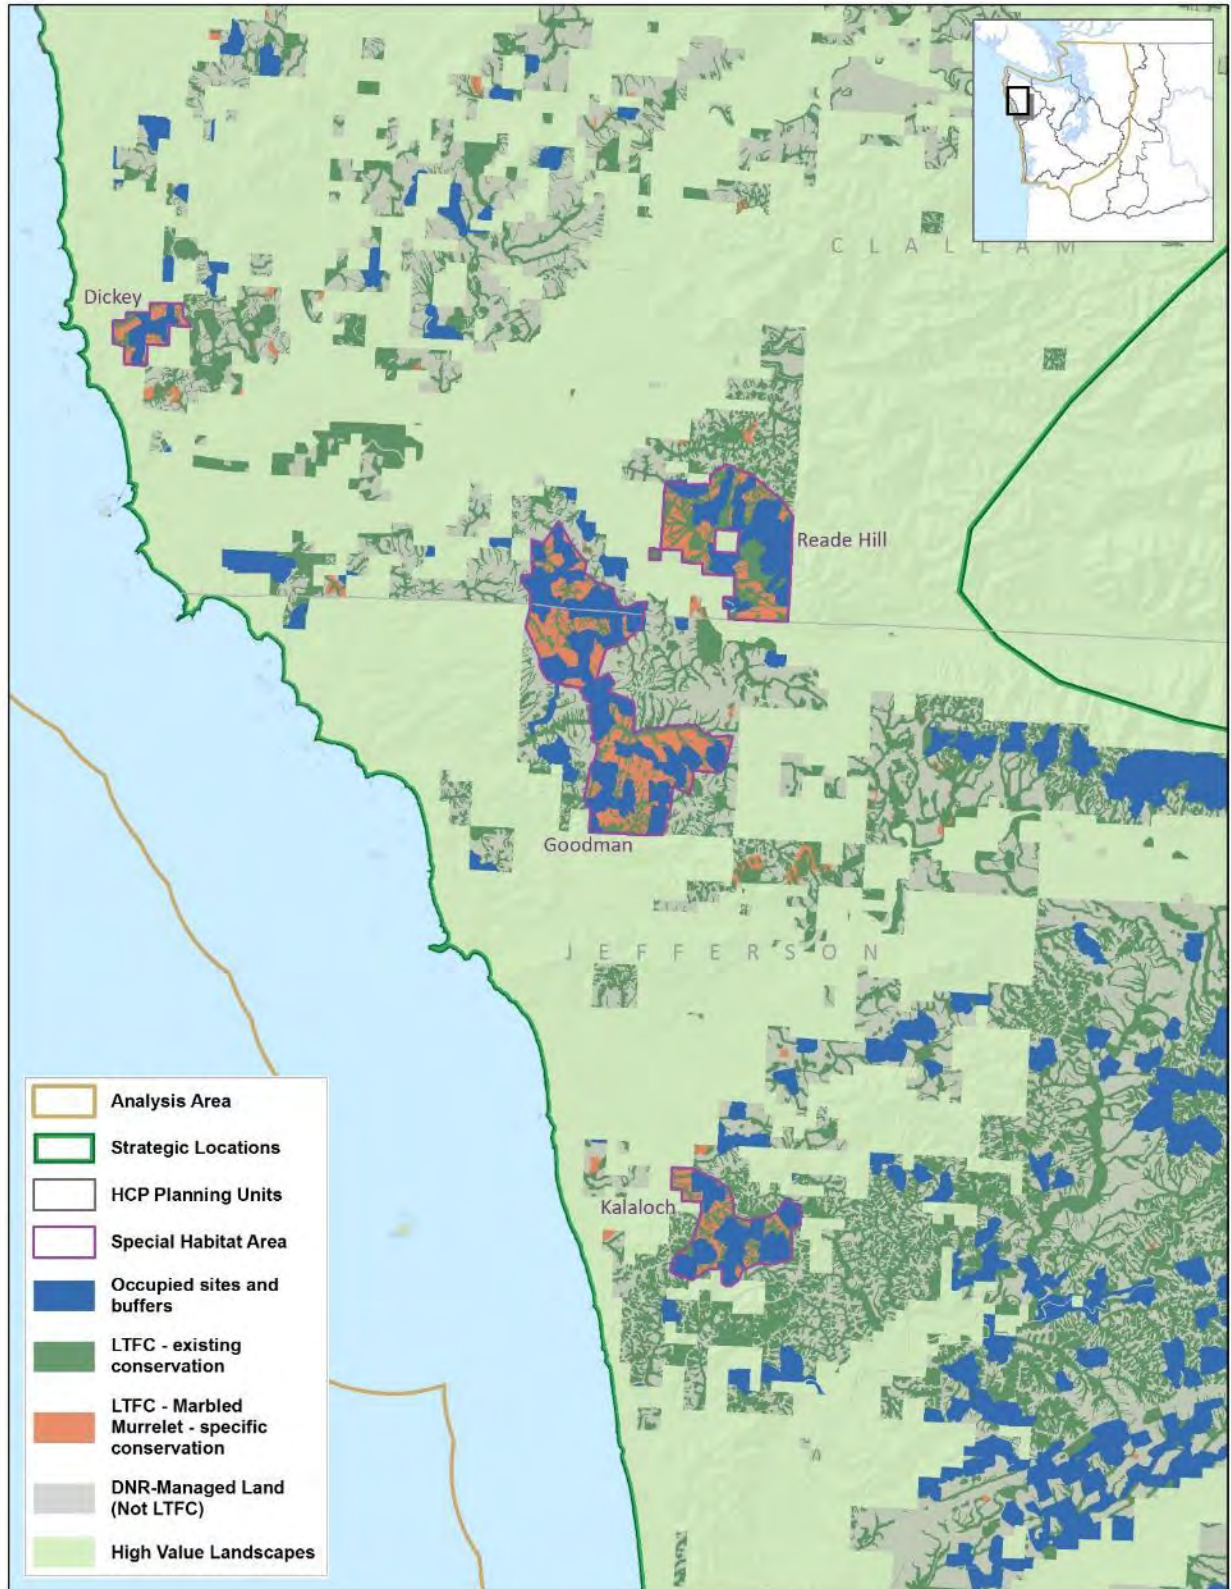 CLALLAM
Dickey
Reade Hill
Goodman
JEFFERSON
Kalaloch
Analysis Area
Strategic Locations
HCP Planning Units
Special Habitat Area
Occupied sites and
buffers
LTFC - existing
conservation
LTFC - Marbled
Murrelet - specific
conservation
DNR-Managed Land
(Not LTFC)
High Value Landscapes